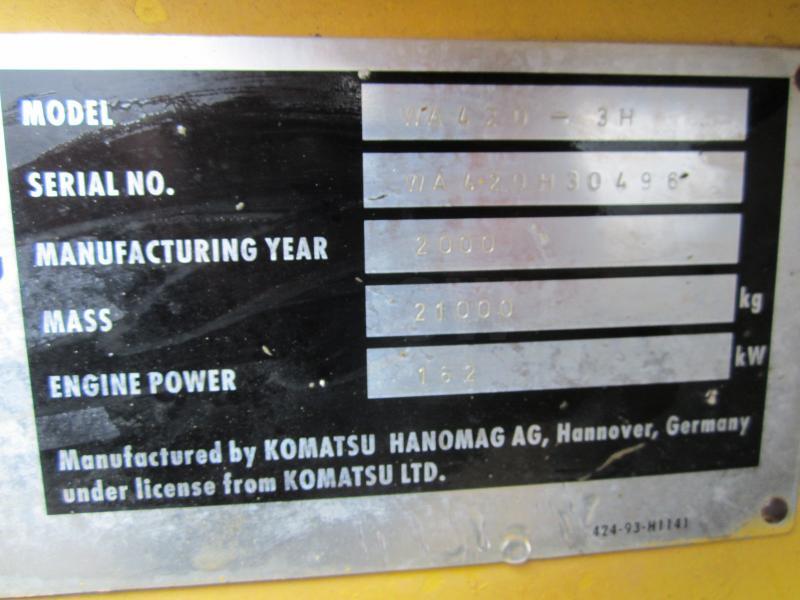 MODEL WA420-3H
SERIAL NO. WA420H30496
MANUFACTURING YEAR 2000
MASS 21000 kg
ENGINE POWER 162 kW
Manufactured by KOMATSU HANOMAG AG, Hannover, Germany
under license from KOMATSU LTD.
424-93-H1141